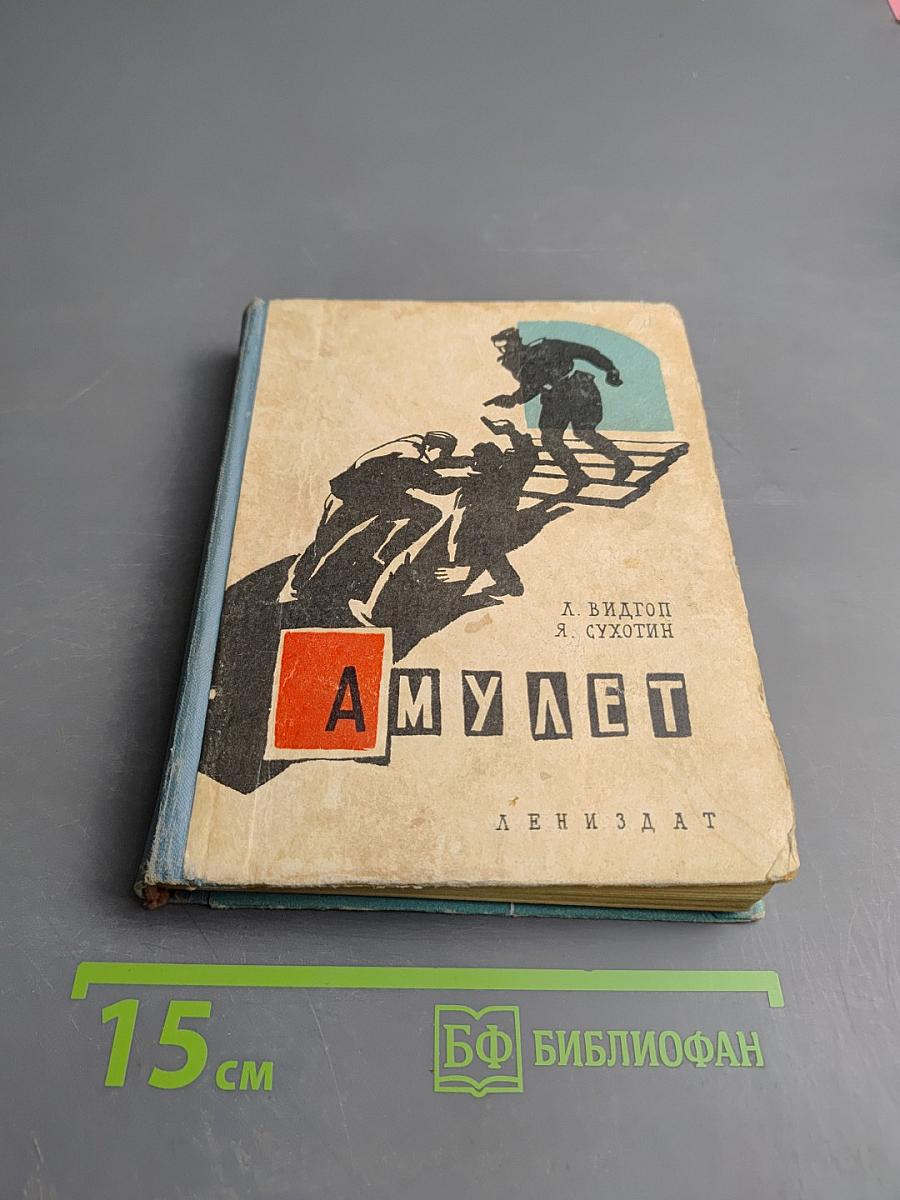 Л. ВИДГОП
Я. СУХОТИН
АМУЛЕТ
ЛЕНИЗДАТ
15 см
БФ БИБЛИОФАН